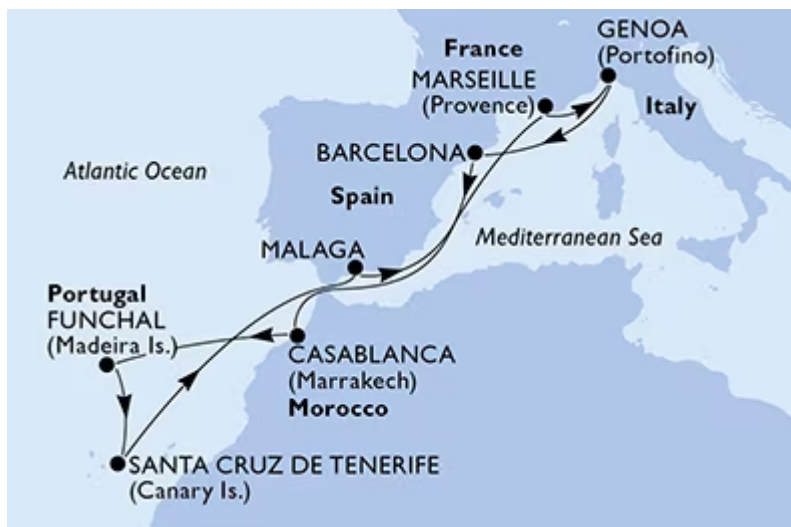 GENOA
(Portofino)
France
MARSEILLE
(Provence)
Italy
BARCELONA
Atlantic Ocean
Spain
Mediterranean Sea
MALAGA
Portugal
FUNCHAL
(Madeira Is.)
CASABLANCA
(Marrakech)
Morocco
SANTA CRUZ DE TENERIFE
(Canary Is.)